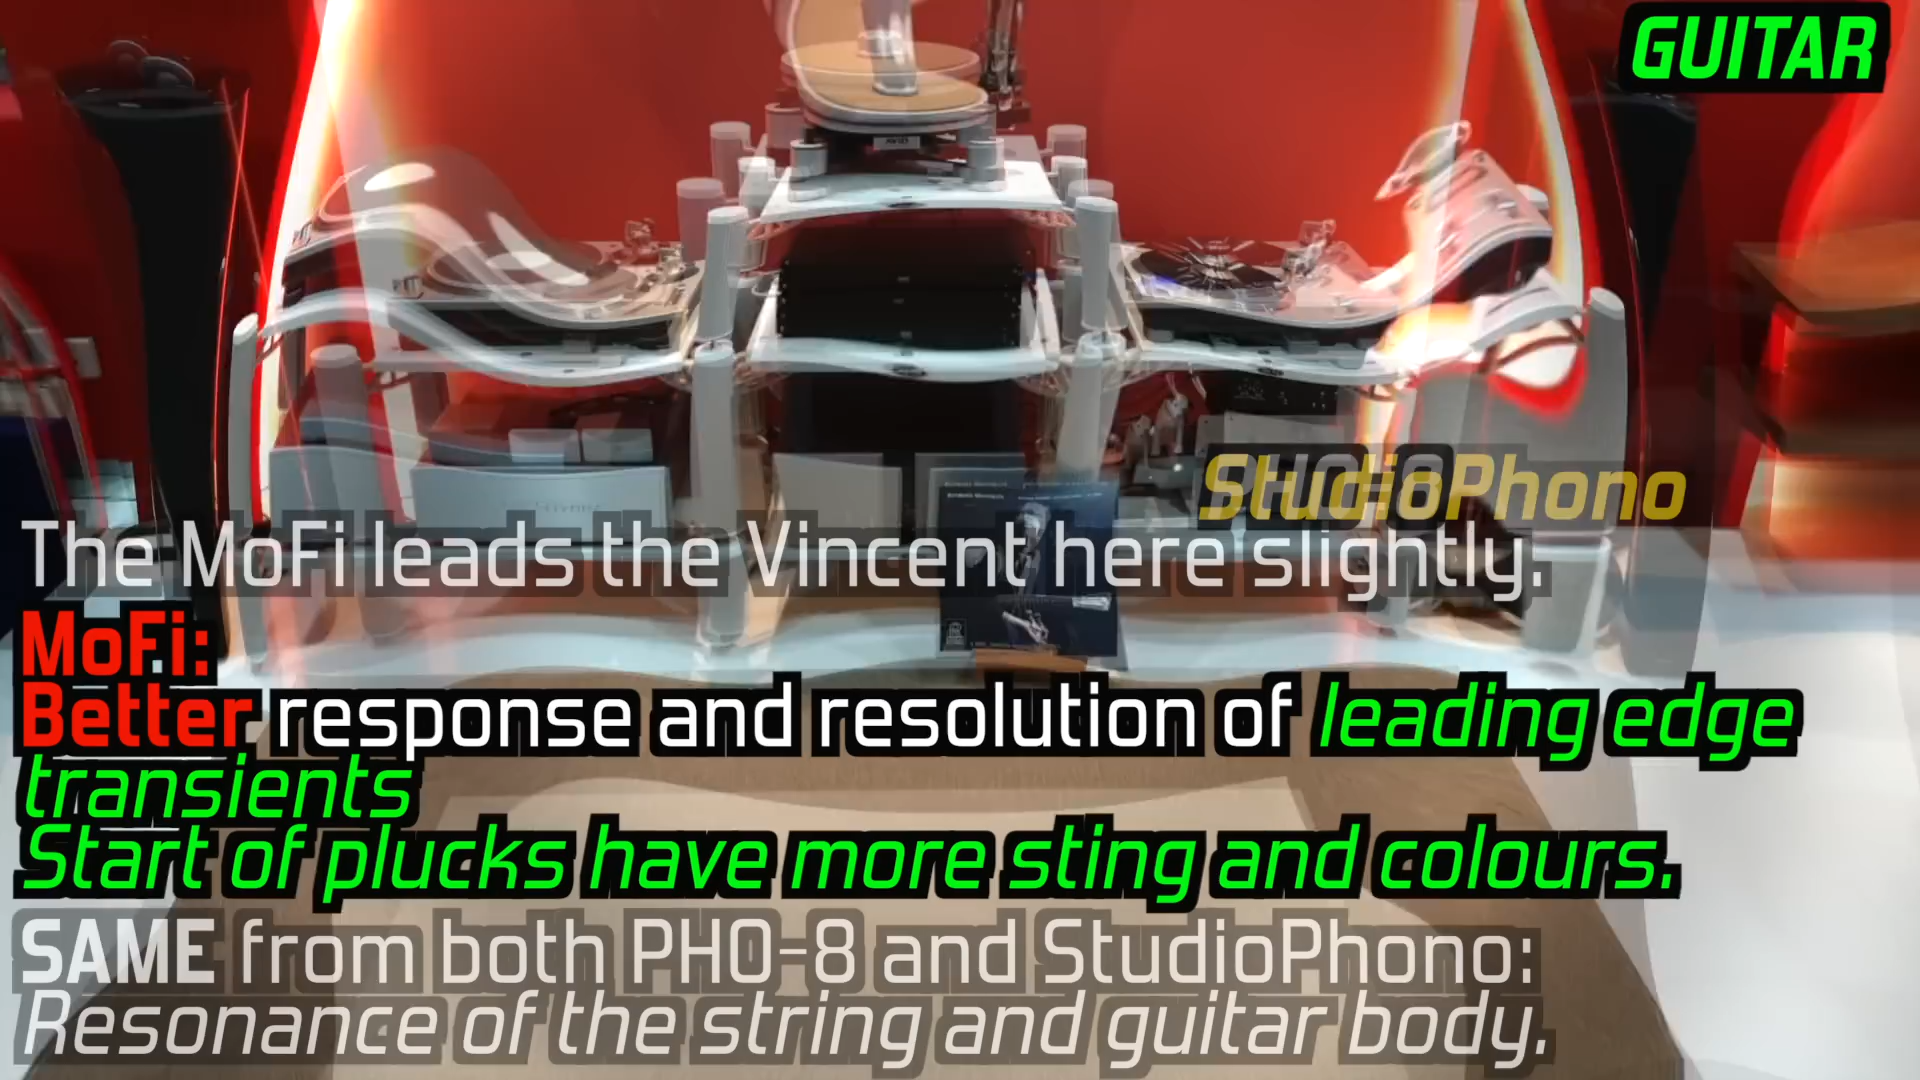 GUITAR
StudioPhono
The MoFi leads the Vincent here slightly.
MoFi:
Better response and resolution of leading edge
transients
Start of plucks have more sting and colours.
SAME from both PHO-8 and StudioPhono:
Resonance of the string and guitar body.